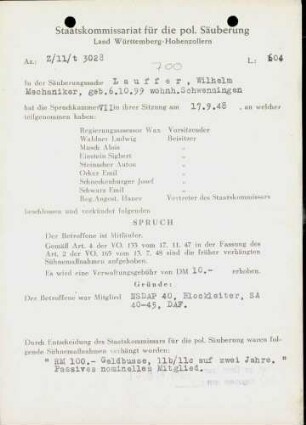 Staatskommissariat für die pol. Säuberung
Land Württemberg-Hohenzollern
Az.: Z/11/t 3028 L: 604
700
In der Säuberungssache Lauffer, Wilhelm
Mechaniker, geb.6.10.99 wohnh.Schwenningen
hat die Spruchkammer VII in ihrer Sitzung am 17.9.48 , an welcher
teilgenommen haben:
Regierungsassessor Wax Vorsitzender
Waldner Ludwig Beisitzer
Münch Alois
Einstein Sigbert
Steinacher Anton
Emil
Schneckenburger Josef
Schwarz Emil
Reg.August. Hauer Vertreter des Staatskommissars
beschlossen und verkündet folgenden
SPRUCH
Der Betroffene ist Mitläufer.
Gemäß Art. 4 der VO. 133 vom 17. 11. 47 in der Fassung des
Art. 2 der VO. 165 vom 13. 7. 48 sind die früher verhängten
Sühnemaßnahmen aufgehoben.
Es wird eine Verwaltungsgebühr von DM 10.- erhoben.
Gründe:
Der Betroffene war Mitglied NSDAP 40, Blockleiter, SA
40-45, DAF.
Durch Entscheidung des Staatskommissars für die pol. Säuberung waren folgende
Sühnemaßnahmen verhängt worden:
" RM 100.- Geldbusse, 11b/11c auf zwei Jahre. "
Passives nominelles Mitglied.